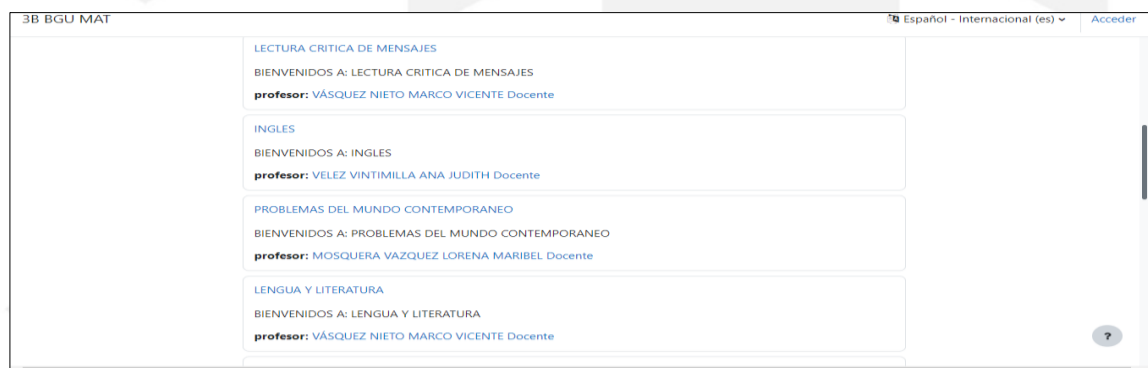 3B BGU MAT
Español - Internacional (es)
Acceder
LECTURA CRITICA DE MENSAJES
BIENVENIDOS A: LECTURA CRITICA DE MENSAJES
profesor: VÁSQUEZ NIETO MARCO VICENTE Docente
INGLES
BIENVENIDOS A: INGLES
profesor: VELEZ VINTIMILLA ANA JUDITH Docente
PROBLEMAS DEL MUNDO CONTEMPORANEO
BIENVENIDOS A: PROBLEMAS DEL MUNDO CONTEMPORANEO
profesor: MOSQUERA VAZQUEZ LORENA MARIBEL Docente
LENGUA Y LITERATURA
BIENVENIDOS A: LENGUA Y LITERATURA
profesor: VÁSQUEZ NIETO MARCO VICENTE Docente
?